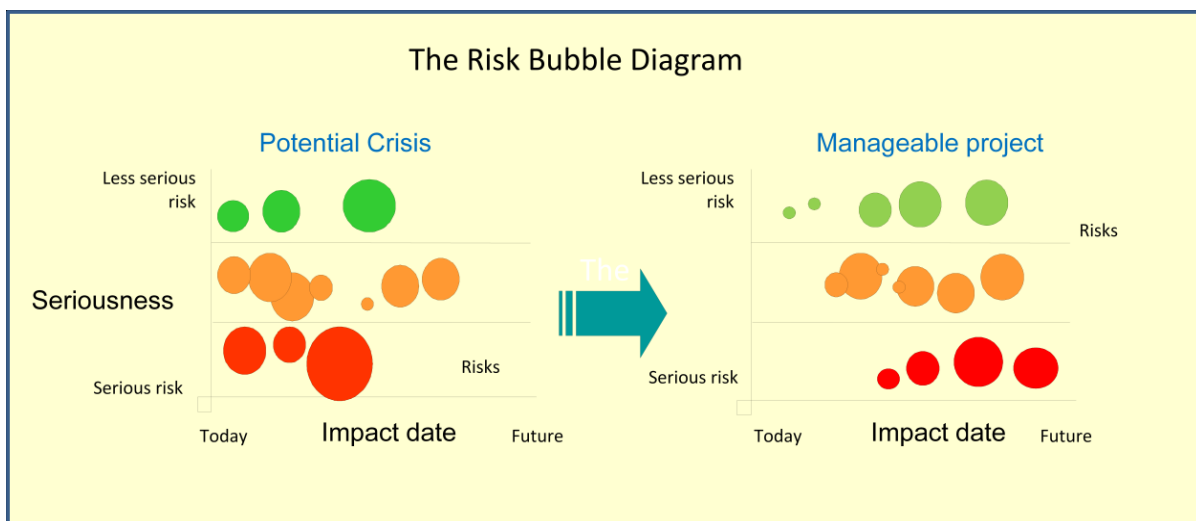 The Risk Bubble Diagram
Potential Crisis
Less serious
risk
Seriousness
Serious risk
Risks
Today
Impact date
Future
The
Manageable project
Less serious
risk
Risks
Serious risk
Today
Impact date
Future